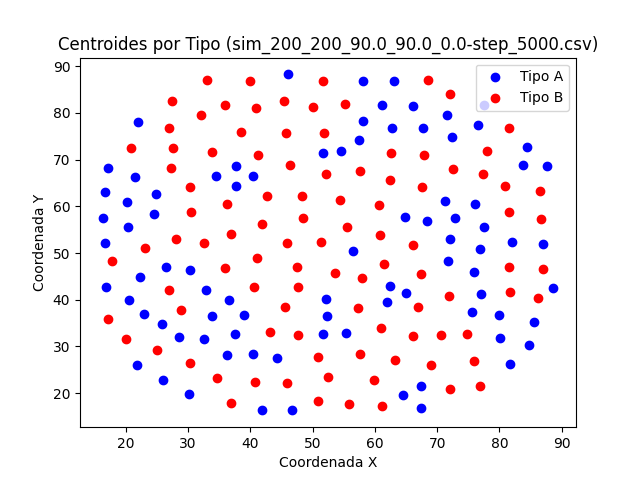 Centroides por Tipo (sim_200_200_90.0_90.0_0.0-step_5000.csv)
Tipo A
Tipo B
90
80
70
60
50
40
30
20
Coordenada Y
20 30 40 50 60 70 80 90
Coordenada X